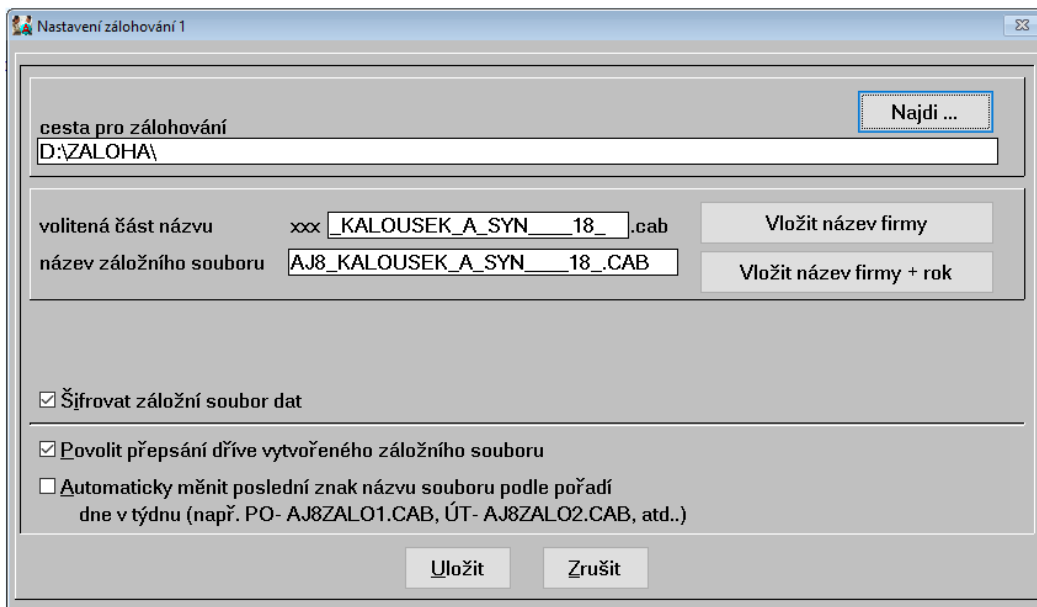 Nastavení zálohování 1
Najdi ...
cesta pro zálohování
D:\ZALOHA\
volitená část názvu xxx _KALOUSEK_A_SYN____18_ .cab
Vložit název firmy
název záložního souboru AJ8_KALOUSEK_A_SYN____18_.CAB
Vložit název firmy + rok
Šifrovat záložní soubor dat
Povolit přepsání dříve vytvořeného záložního souboru
Automaticky měnit poslední znak názvu souboru podle pořadí
dne v týdnu (např. PO- AJ8ZALO1.CAB, ÚT- AJ8ZALO2.CAB, atd..)
Uložit Zrušit